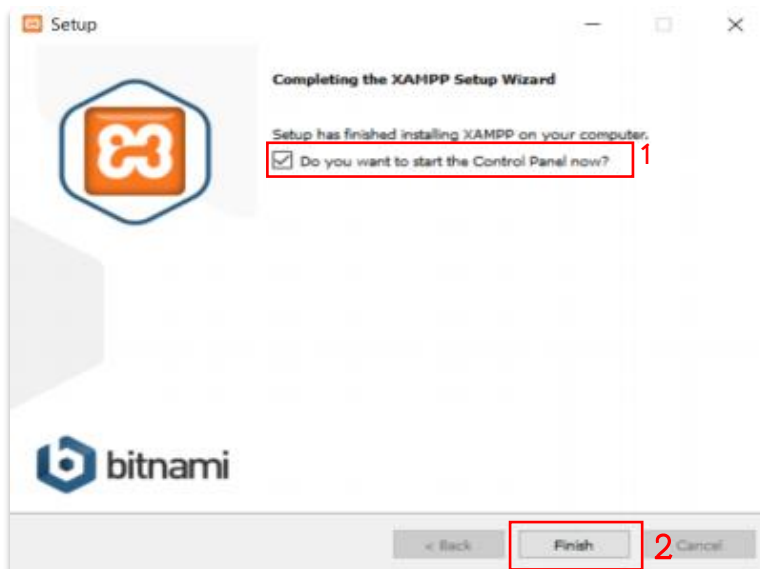 Setup
Completing the XAMPP Setup Wizard
Setup has finished installing XAMPP on your computer.
Do you want to start the Control Panel now? 1
bitnami
< Back Finish 2 Cancel